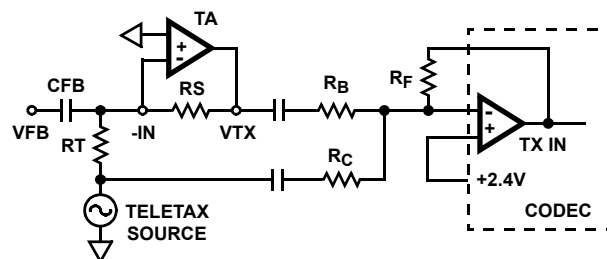 TA
+
-
CFB
RS
RB
RF
VFB
-IN
VTX
RT
RC
-
+
TX IN
+2.4V
TELETAX
SOURCE
CODEC